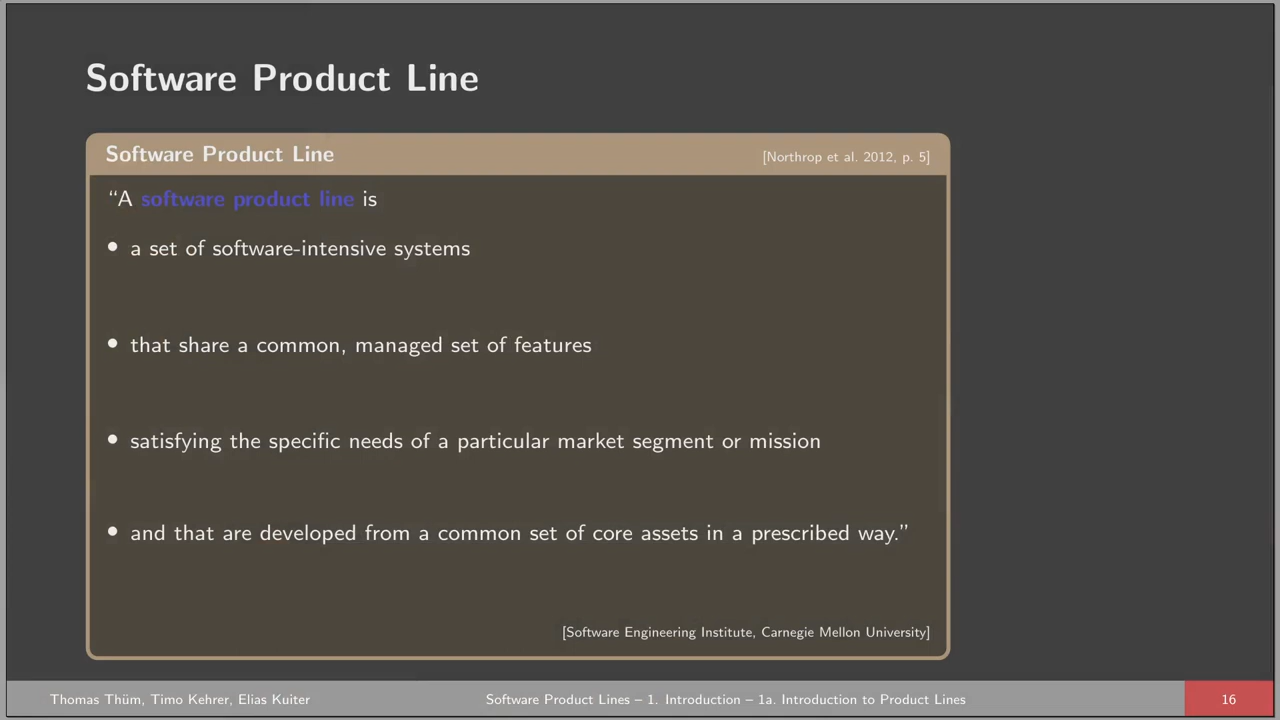 Software Product Line
Software Product Line [Northrop et al. 2012, p. 5]
“A software product line is
• a set of software-intensive systems
• that share a common, managed set of features
• satisfying the specific needs of a particular market segment or mission
• and that are developed from a common set of core assets in a prescribed way.”
[Software Engineering Institute, Carnegie Mellon University]
Thomas Thüm, Timo Kehrer, Elias Kuiter Software Product Lines – 1. Introduction – 1a. Introduction to Product Lines 16